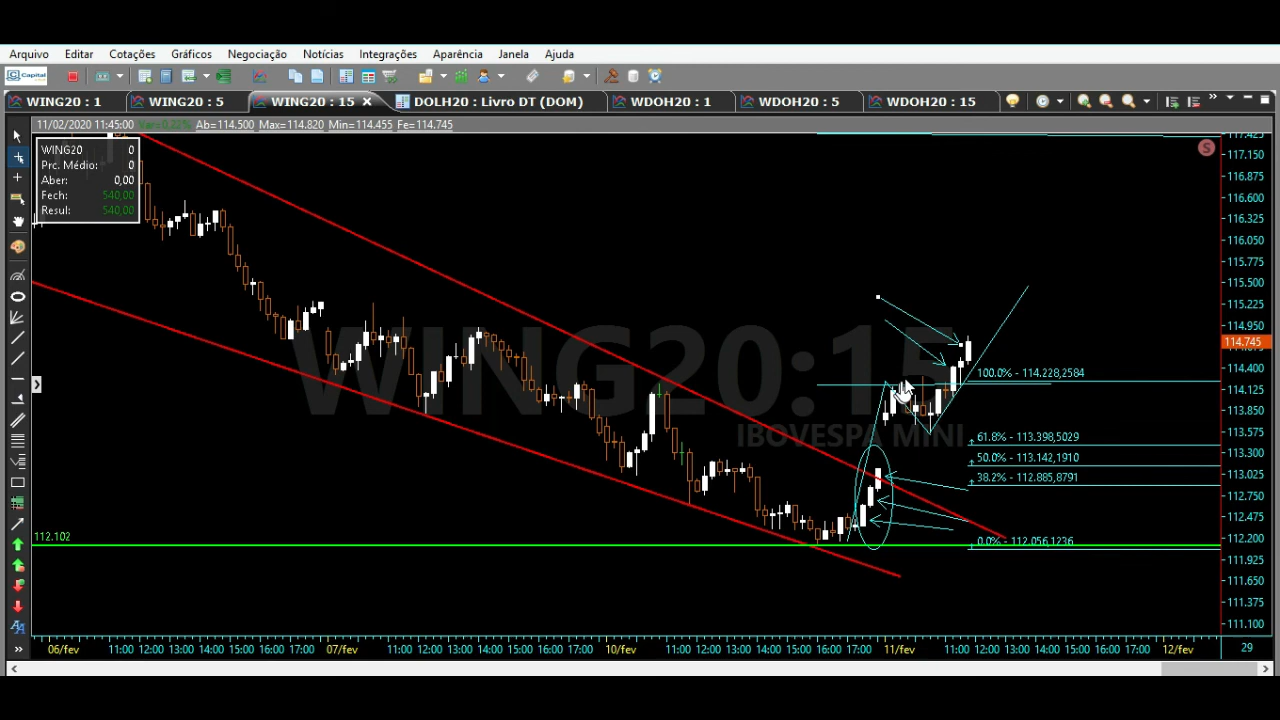 Arquivo Editar Cotações Gráficos Negociação Notícias Integrações Aparência Janela Ajuda
Capital
WING20 : 1 WING20 : 5 WING20 : 15 DOLH20 : Livro DT (DOM) WDOH20 : 1 WDOH20 : 5 WDOH20 : 15
11/02/2020 11:45:00 Var=0,23% Ab=114.500 Max=114.820 Min=114.455 Fe=114.745
WING20 0
Prc. Médio: 0
Aber: 0,00
Fech: 540,00
Resul: 540,00
S
117.425
117.150
116.875
116.600
116.325
116.050
115.775
115.500
115.225
114.950
114.745
114.400
114.125
113.850
113.575
113.300
113.025
112.750
112.475
112.200
111.925
111.650
111.375
111.100
WING20:15
IBOVESPA MINI
100.0% - 114.228,2584
61.8% - 113.398,5029
50.0% - 113.142,1910
38.2% - 112.885,8791
0.0% - 112.056,1236
112.102
06/fev 11:00 12:00 13:00 14:00 15:00 16:00 17:00 07/fev 11:00 12:00 13:00 14:00 15:00 16:00 17:00 10/fev 11:00 12:00 13:00 14:00 15:00 16:00 17:00 11/fev 11:00 12:00 13:00 14:00 15:00 16:00 17:00 12/fev 29